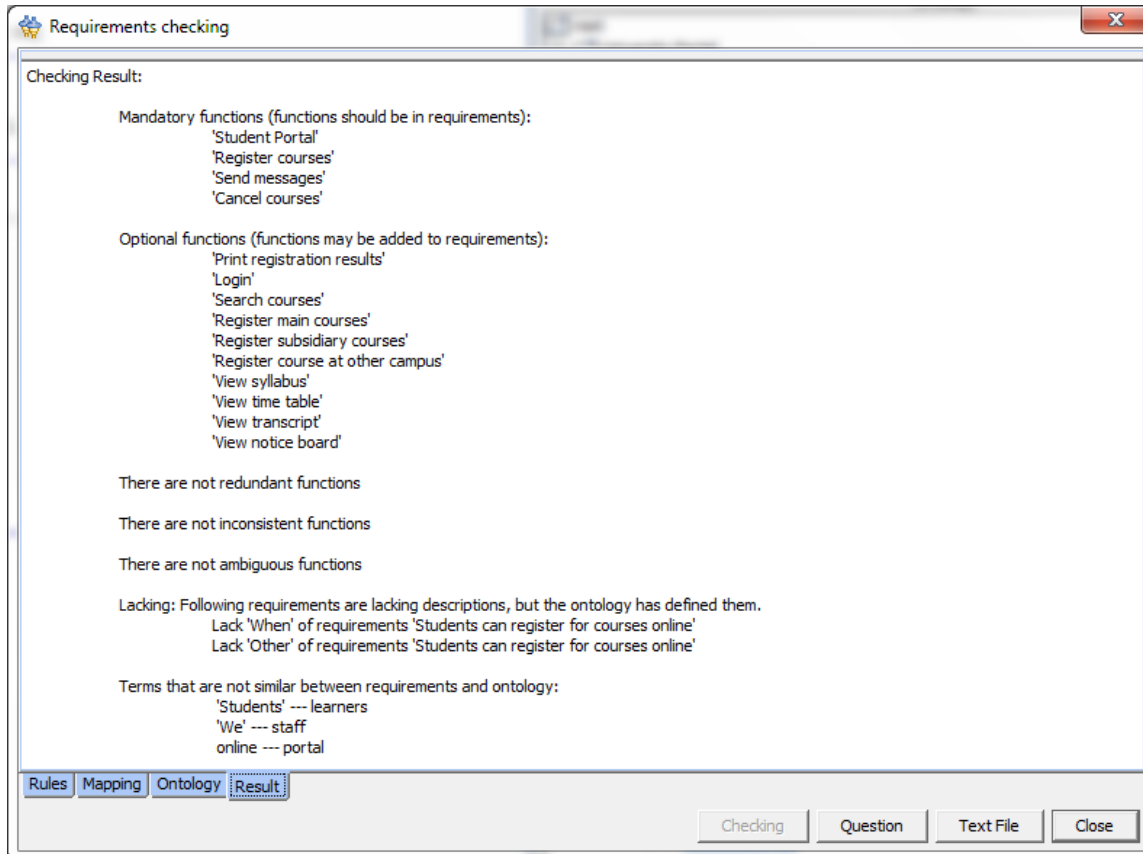 Requirements checking
Checking Result:
Mandatory functions (functions should be in requirements):
'Student Portal'
'Register courses'
'Send messages'
'Cancel courses'
Optional functions (functions may be added to requirements):
'Print registration results'
'Login'
'Search courses'
'Register main courses'
'Register subsidiary courses'
'Register course at other campus'
'View syllabus'
'View time table'
'View transcript'
'View notice board'
There are not redundant functions
There are not inconsistent functions
There are not ambiguous functions
Lacking: Following requirements are lacking descriptions, but the ontology has defined them.
Lack 'When' of requirements 'Students can register for courses online'
Lack 'Other' of requirements 'Students can register for courses online'
Terms that are not similar between requirements and ontology:
'Students' --- learners
'We' --- staff
online --- portal
Rules Mapping Ontology Result
Checking Question Text File Close